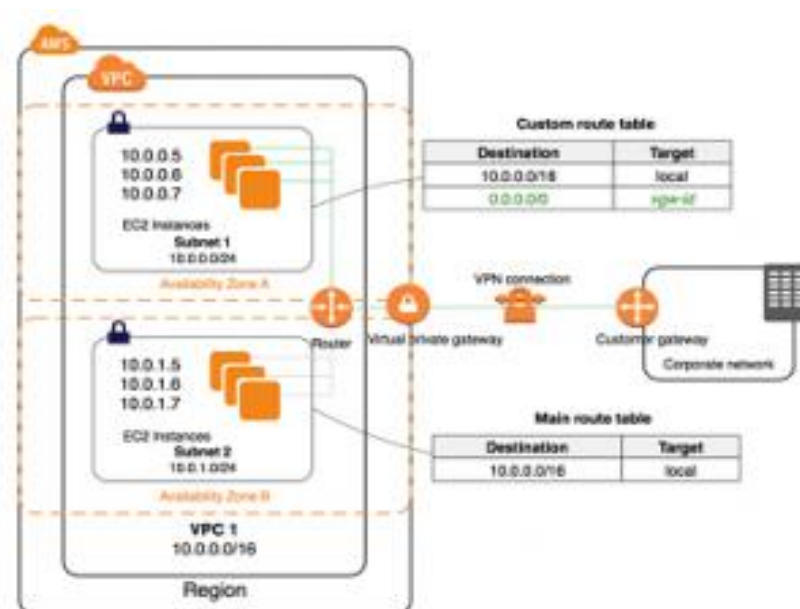 AWS
VPC
10.0.0.5
10.0.0.6
10.0.0.7
EC2 Instances
Subnet 1
10.0.0.0/24
Availability Zone A
Custom route table
Destination Target
10.0.0.0/16 local
0.0.0.0/0 vgw-id
VPN connection
Router
Virtual private gateway
Customer gateway
Corporate network
10.0.1.5
10.0.1.6
10.0.1.7
EC2 Instances
Subnet 2
10.0.1.0/24
Availability Zone B
Main route table
Destination Target
10.0.0.0/16 local
VPC 1
10.0.0.0/16
Region